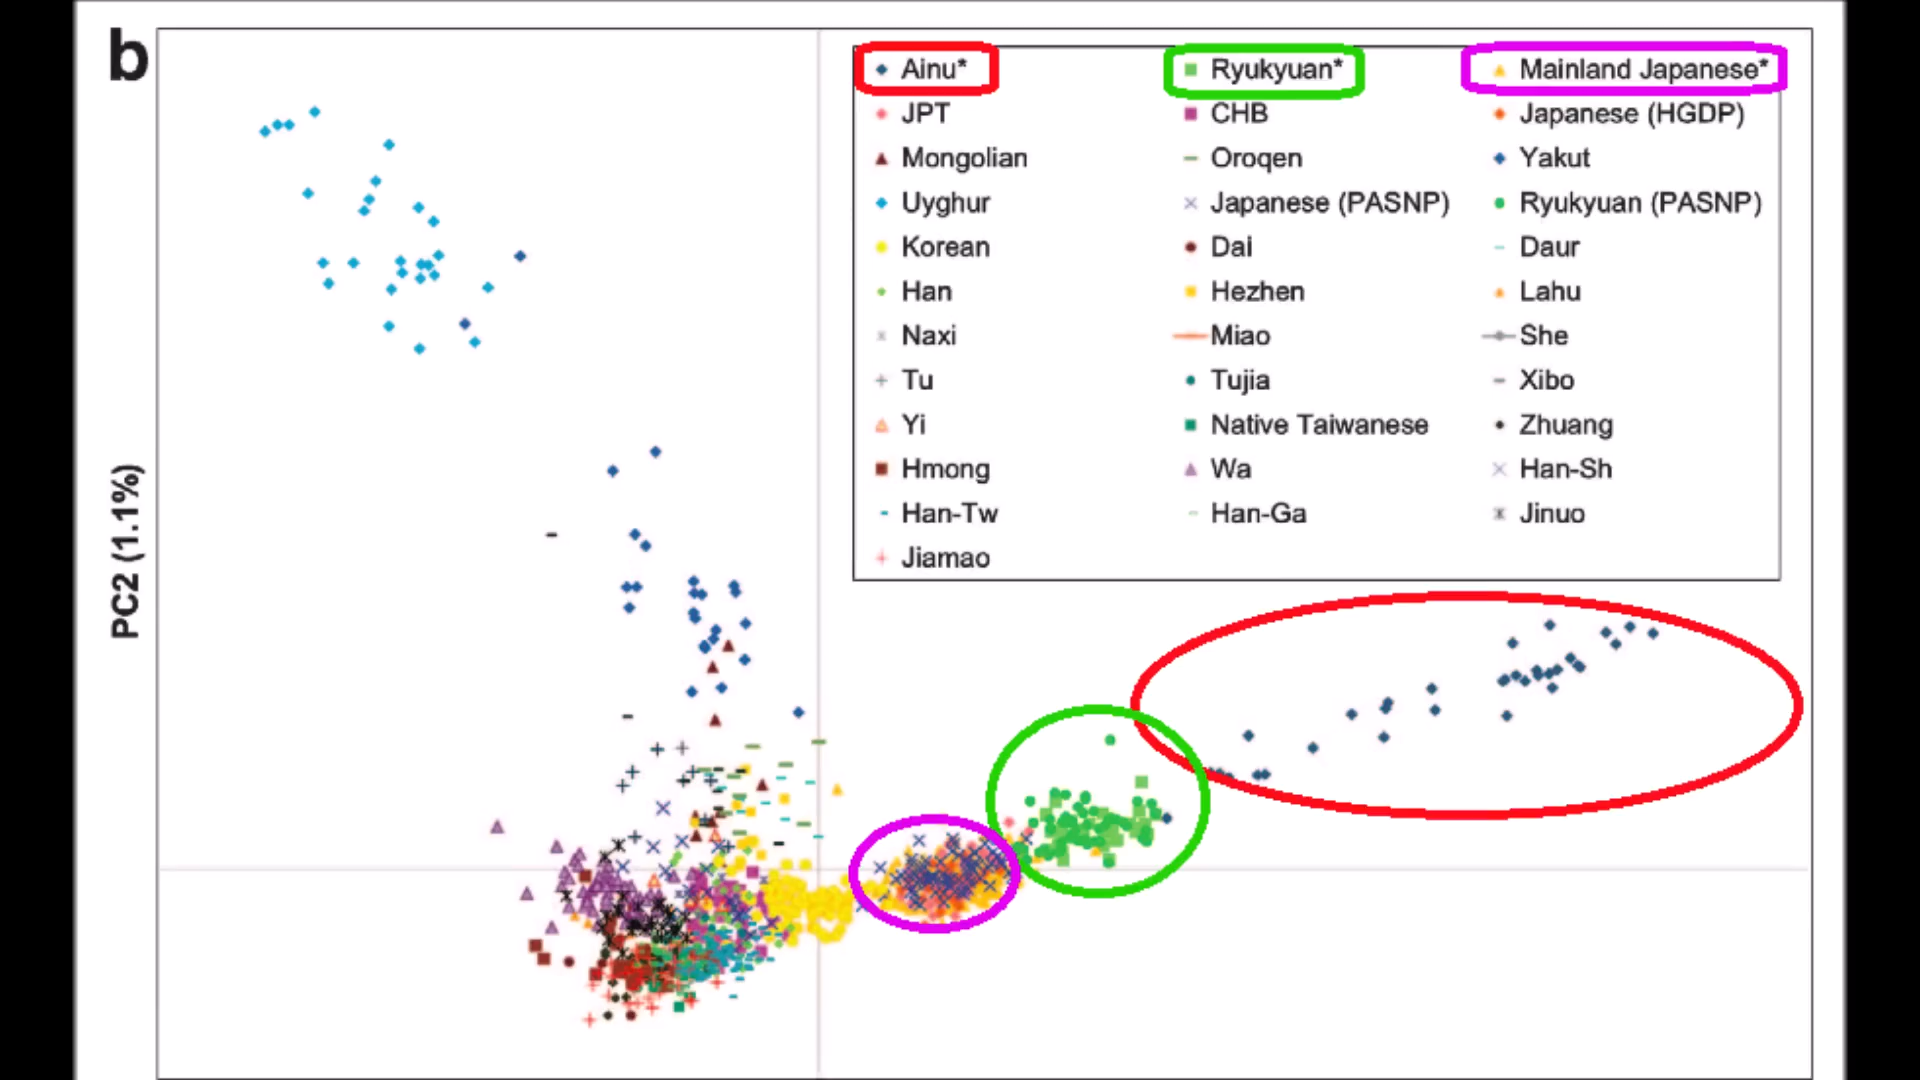 b
Ainu* Ryukyuan* Mainland Japanese*
JPT CHB Japanese (HGDP)
Mongolian Oroqen Yakut
Uyghur Japanese (PASNP) Ryukyuan (PASNP)
Korean Dai Daur
Han Hezhen Lahu
Naxi Miao She
Tu Tujia Xibo
Yi Native Taiwanese Zhuang
Hmong Wa Han-Sh
Han-Tw Han-Ga Jinuo
Jiamao
PC2 (1.1%)